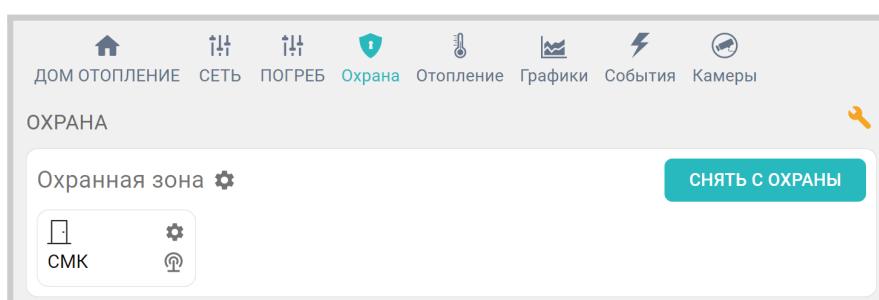 ДОМ ОТОПЛЕНИЕ СЕТЬ ПОГРЕБ Охрана Отопление Графики События Камеры
ОХРАНА
Охранная зона СНЯТЬ С ОХРАНЫ
СМК